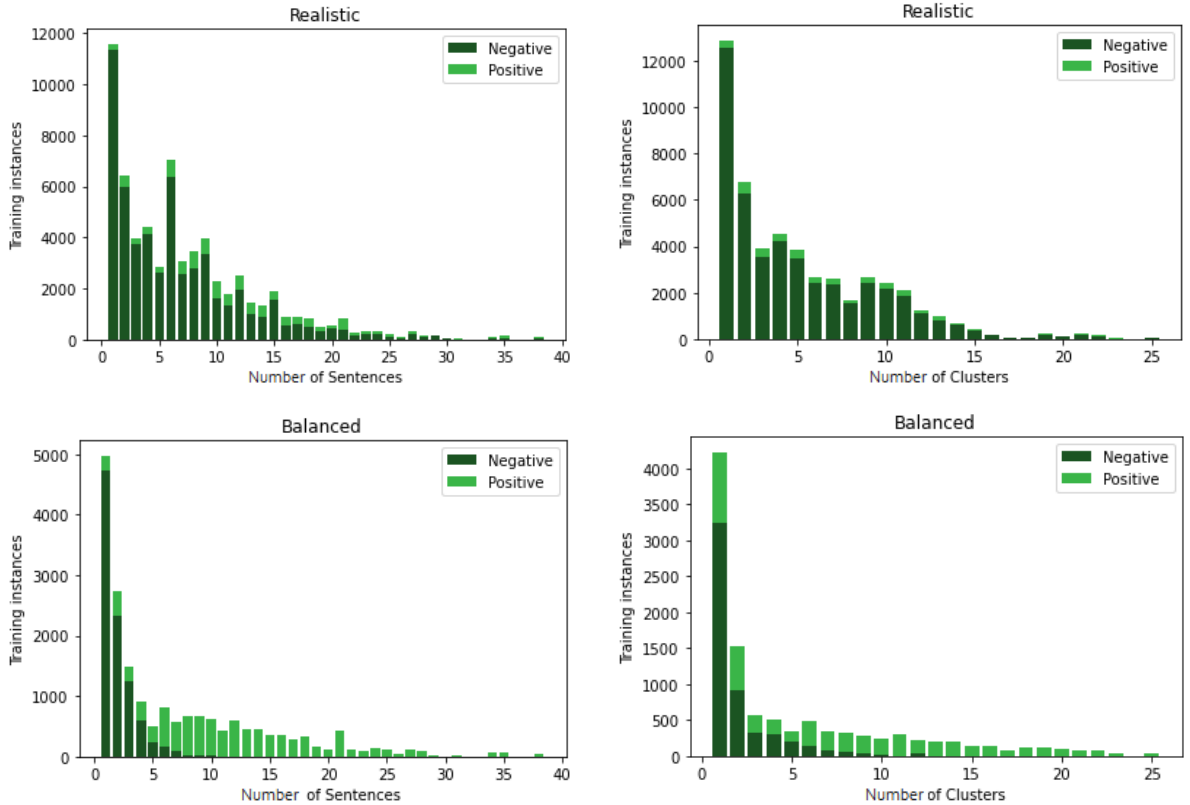 Realistic
Training instances
12000
10000
8000
6000
4000
2000
0
Negative
Positive
0 5 10 15 20 25 30 35 40
Number of Sentences
Realistic
Training instances
12000
10000
8000
6000
4000
2000
0
Negative
Positive
0 5 10 15 20 25
Number of Clusters
Balanced
Training instances
5000
4000
3000
2000
1000
0
Negative
Positive
0 5 10 15 20 25 30 35 40
Number of Sentences
Balanced
Training instances
4000
3500
3000
2500
2000
1500
1000
500
0
Negative
Positive
0 5 10 15 20 25
Number of Clusters